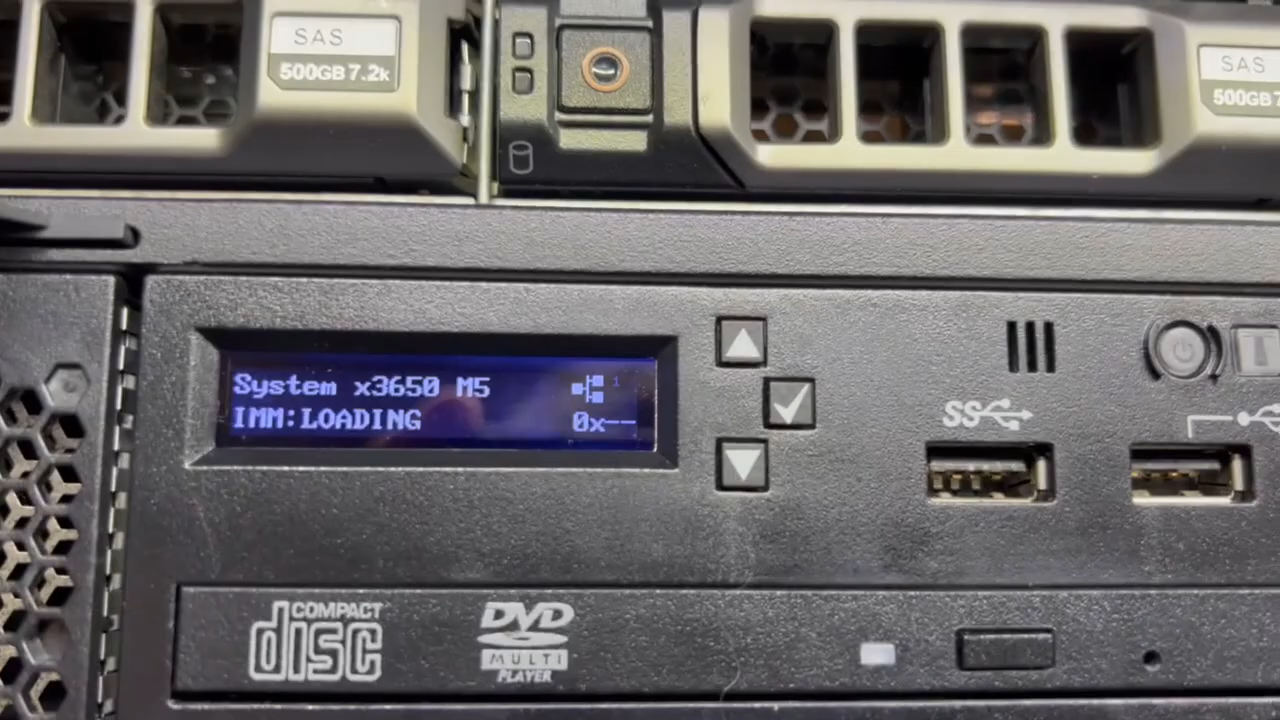 SAS
500GB 7.2k
SAS
500GB 7
System x3650 M5
1
IMM:LOADING 0x--
SS
COMPACT
disc
DVD
MULTI
PLAYER